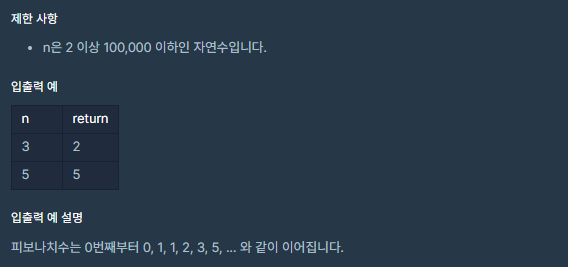 제한 사항
• n은 2 이상 100,000 이하인 자연수입니다.
입출력 예
n return
3 2
5 5
입출력 예 설명
피보나치수는 0번째부터 0, 1, 1, 2, 3, 5, ... 와 같이 이어집니다.